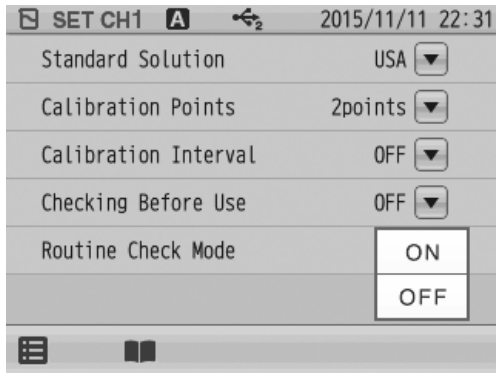 SET CH1 A 2 2015/11/11 22:31
Standard Solution USA
Calibration Points 2points
Calibration Interval OFF
Checking Before Use OFF
Routine Check Mode ON
OFF